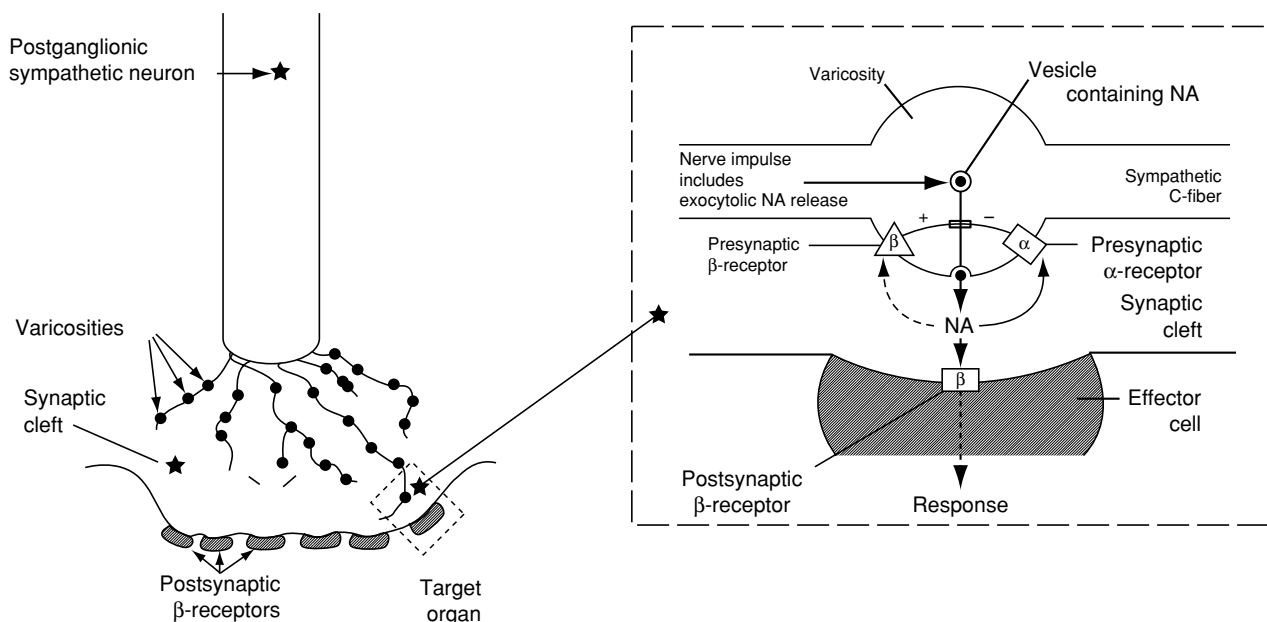 Postganglionic
sympathetic neuron
Varicosities
Synaptic
cleft
Postsynaptic
β-receptors
Target
organ
Varicosity
Vesicle
containing NA
Nerve impulse
includes
exocytolic NA release
Sympathetic
C-fiber
+
−
β
α
Presynaptic
β-receptor
Presynaptic
α-receptor
Synaptic
cleft
NA
β
Effector
cell
Postsynaptic
β-receptor
Response